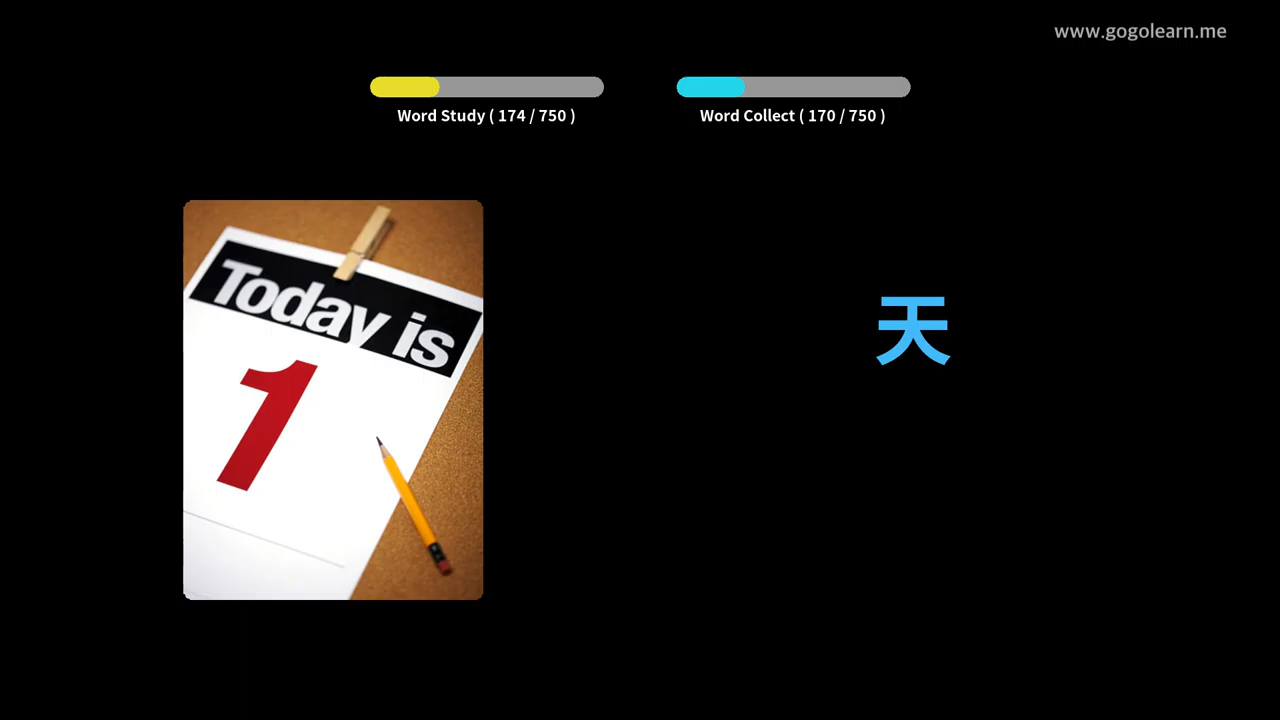 www.gogolearn.me
Word Study ( 174 / 750 )
Word Collect ( 170 / 750 )
Today is
1
天